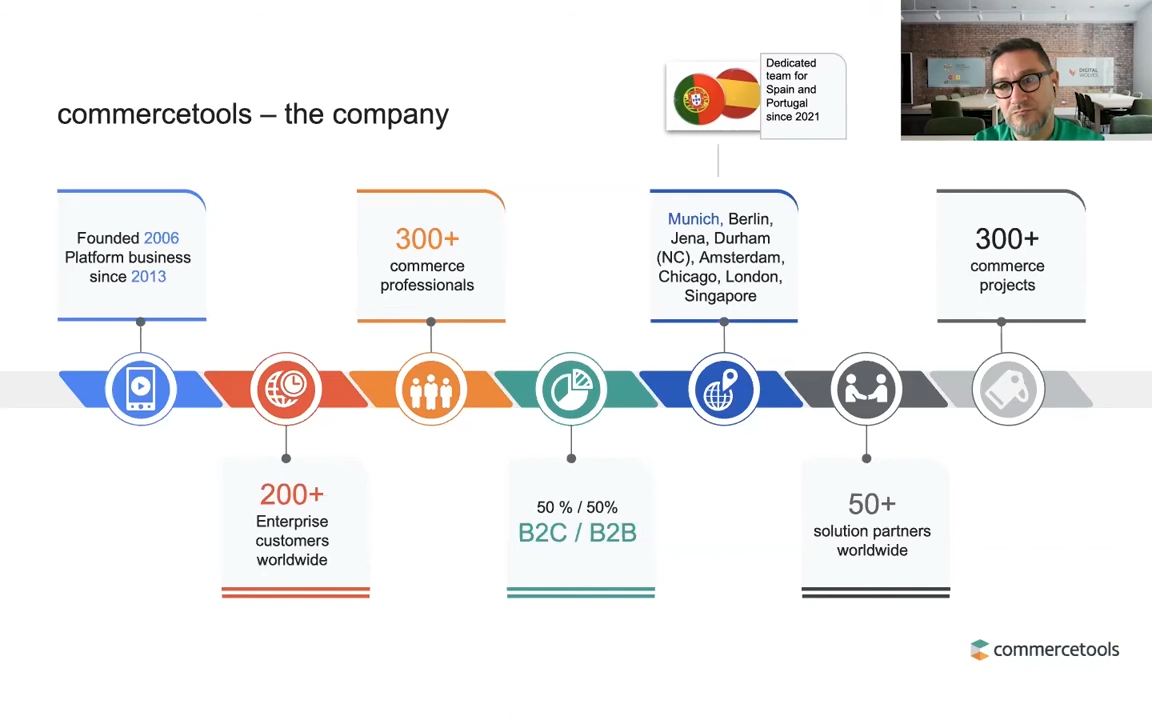 commercetools – the company
Dedicated
team for
Spain and
Portugal
since 2021
DIGITAL
WOLVES
Founded 2006
Platform business
since 2013
300+
commerce
professionals
Munich, Berlin,
Jena, Durham
(NC), Amsterdam,
Chicago, London,
Singapore
300+
commerce
projects
200+
Enterprise
customers
worldwide
50 % / 50%
B2C / B2B
50+
solution partners
worldwide
commercetools